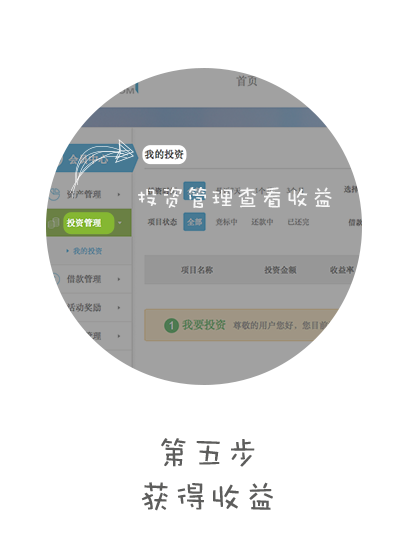 首页
会员中心
我的投资
资产管理
投资管理查看收益
选择
投资管理
项目状态 全部 竞标中 还款中 已还完 借款
我的投资
项目名称 投资金额 收益率
借款管理
活动奖励
1 我要投资 尊敬的用户您好，您目前
管理
第五步
获得收益